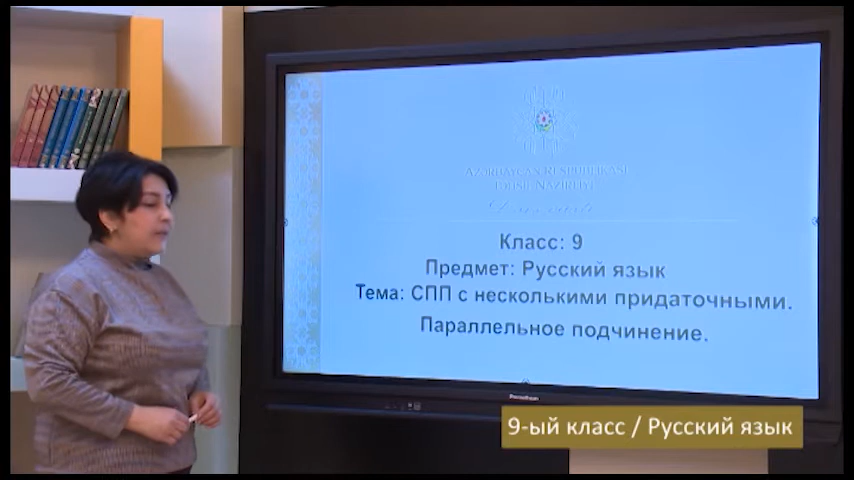 AZƏRBAYCAN RESPUBLİKASI
TƏHSİL NAZİRLİYİ
Класс: 9
Предмет: Русский язык
Тема: СПП с несколькими придаточными.
Параллельное подчинение.
9-ый класс / Русский язык